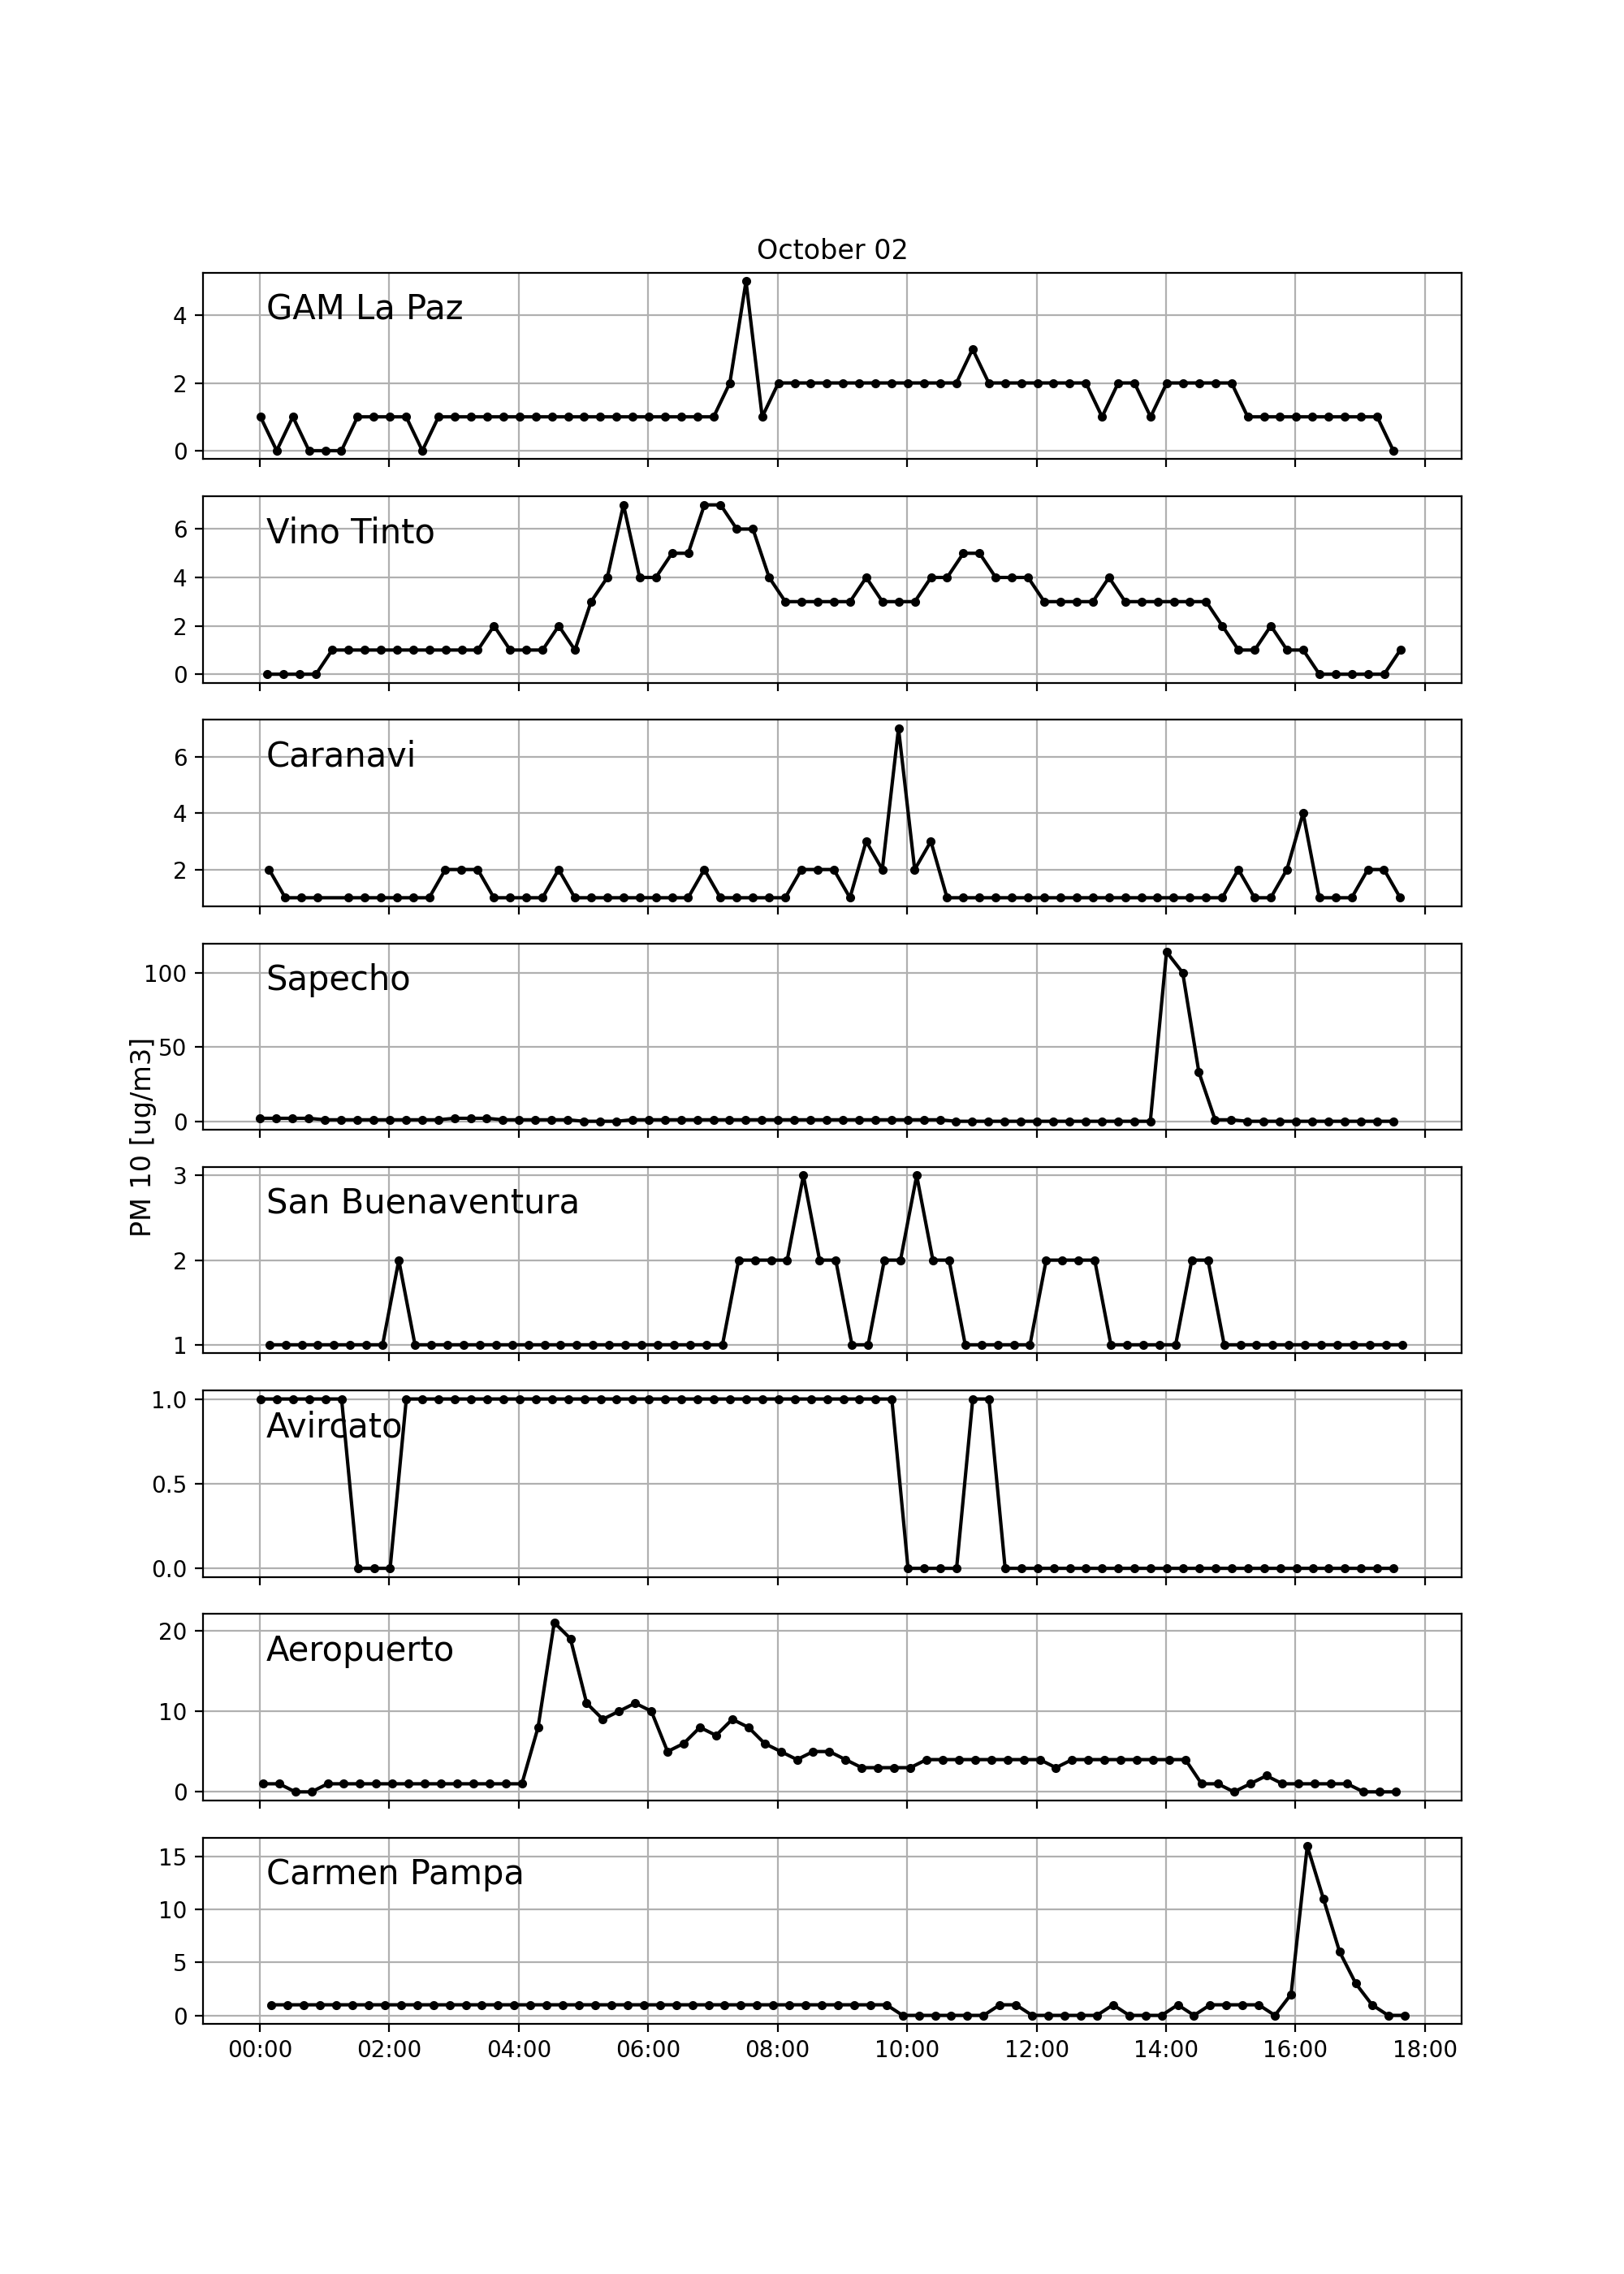 October 02
GAM La Paz
4
2
0
Vino Tinto
6
4
2
0
Caranavi
6
4
2
PM 10 [ug/m3]
Sapecho
100
50
0
San Buenaventura
3
2
1
Avircato
1.0
0.5
0.0
Aeropuerto
20
10
0
Carmen Pampa
15
10
5
0
00:00 02:00 04:00 06:00 08:00 10:00 12:00 14:00 16:00 18:00